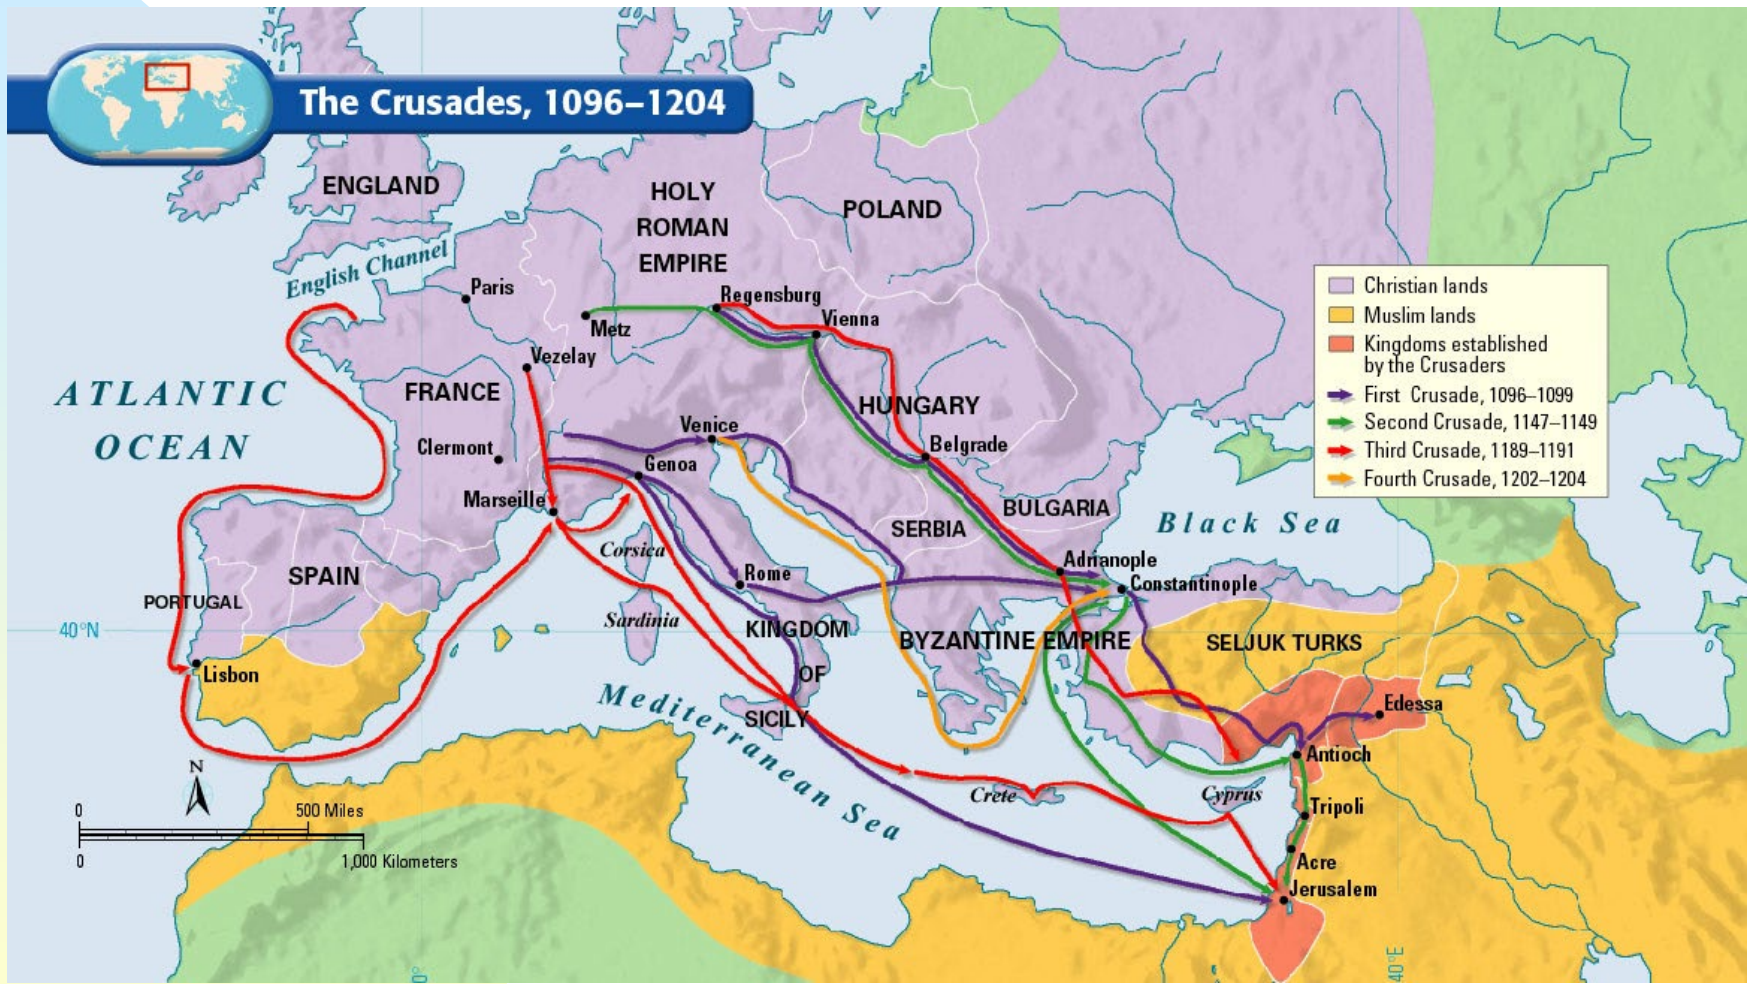 The Crusades, 1096–1204
ENGLAND
HOLY
ROMAN
EMPIRE
POLAND
English Channel
Paris
Regensburg
Metz
Vienna
Vezelay
ATLANTIC
OCEAN
FRANCE
HUNGARY
Venice
Clermont
Genoa
Belgrade
Marseille
BULGARIA
SERBIA
Black Sea
Corsica
Adrianople
Rome
Constantinople
SPAIN
PORTUGAL
Sardinia
40°N
KINGDOM
OF
SICILY
BYZANTINE EMPIRE
SELJUK TURKS
Lisbon
Mediterranean Sea
Edessa
Antioch
Crete
Cyprus
Tripoli
Acre
Jerusalem
Christian lands
Muslim lands
Kingdoms established
by the Crusaders
First Crusade, 1096–1099
Second Crusade, 1147–1149
Third Crusade, 1189–1191
Fourth Crusade, 1202–1204
N
0
500 Miles
0
1,000 Kilometers
0°
40°E